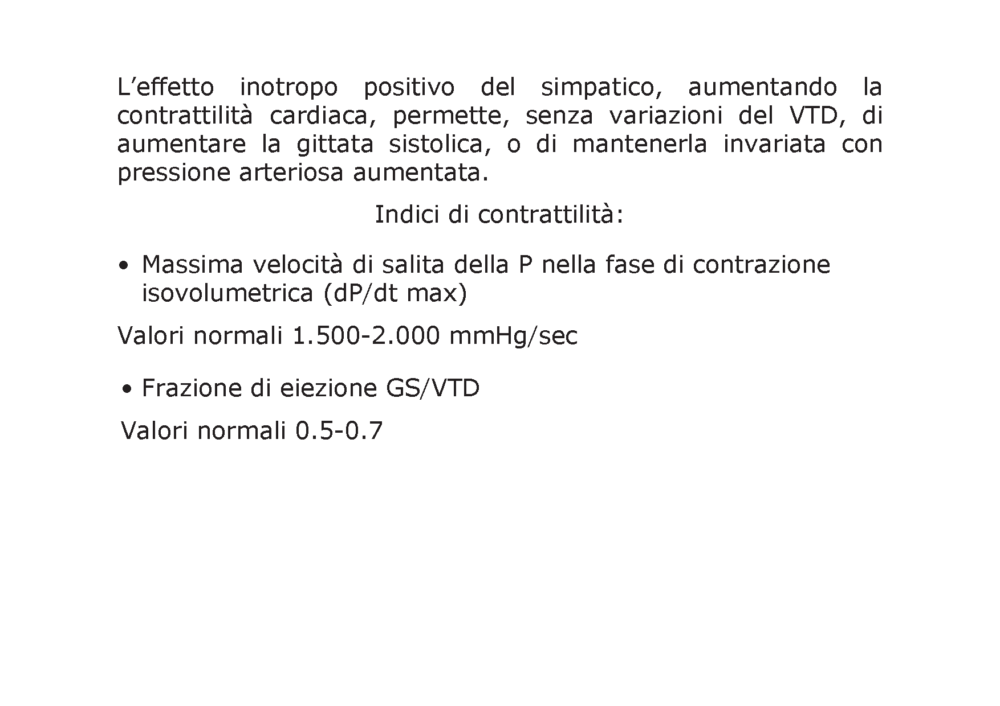 L’effetto inotropo positivo del simpatico, aumentando la
contrattilità cardiaca, permette, senza variazioni del VTD, di
aumentare la gittata sistolica, o di mantenerla invariata con
pressione arteriosa aumentata.
Indici di contrattilità:
• Massima velocità di salita della P nella fase di contrazione
isovolumetrica (dP/dt max)
Valori normali 1.500-2.000 mmHg/sec
• Frazione di eiezione GS/VTD
Valori normali 0.5-0.7